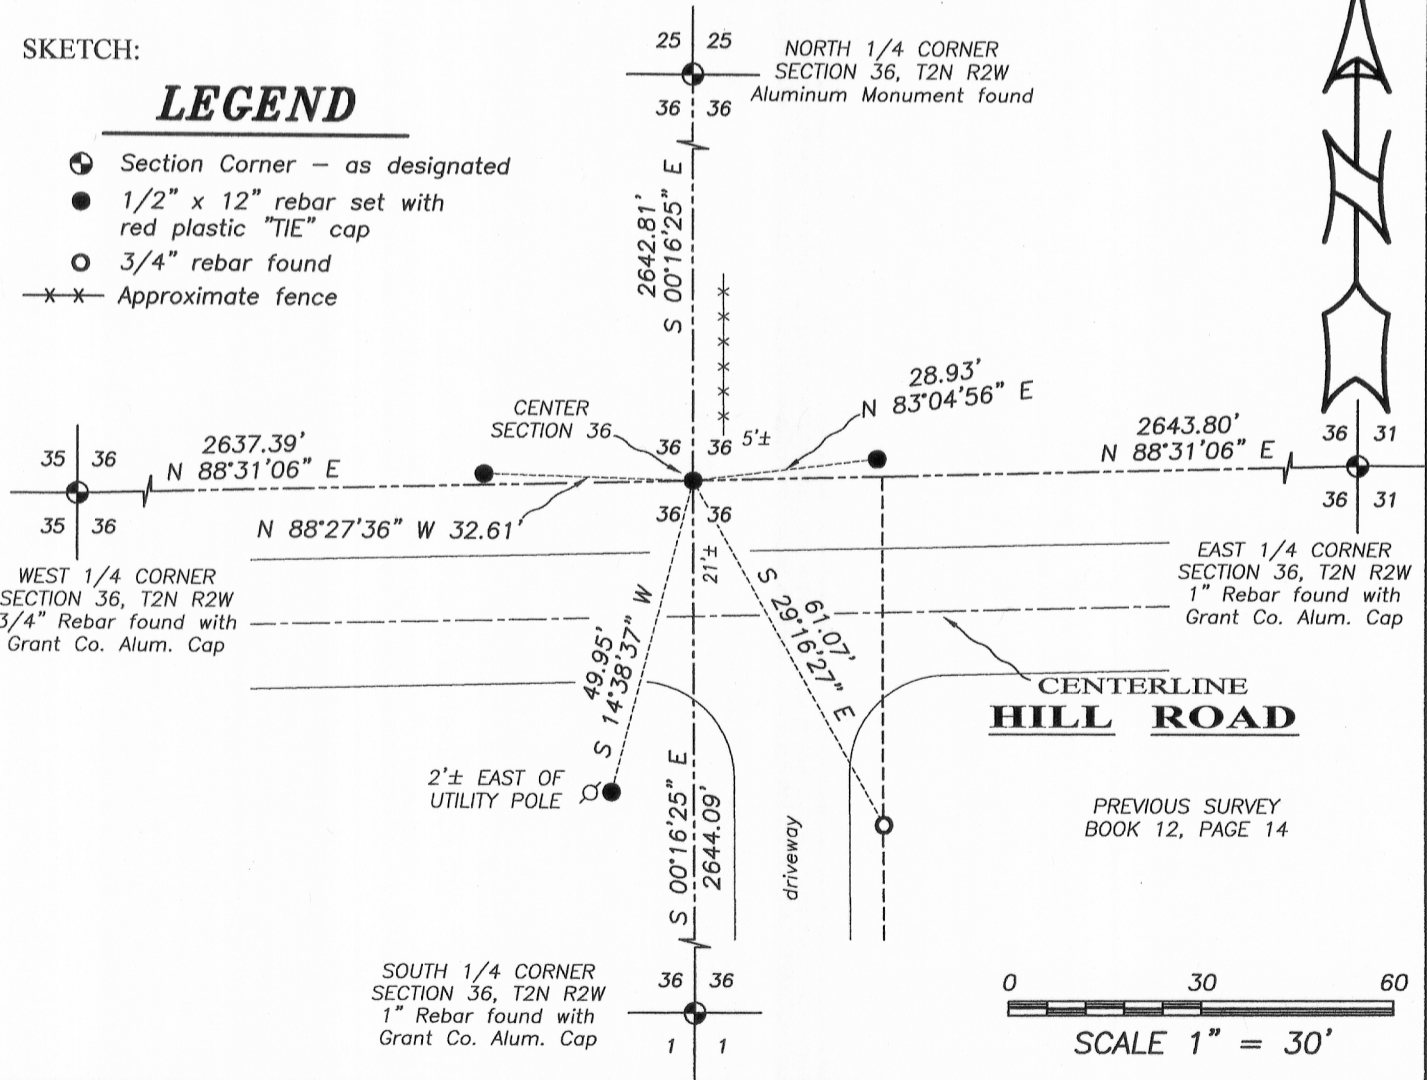 SKETCH:
LEGEND
Section Corner – as designated
1/2" x 12" rebar set with
red plastic "TIE" cap
3/4" rebar found
Approximate fence
25 25
36 36
NORTH 1/4 CORNER
SECTION 36, T2N R2W
Aluminum Monument found
2642.81'
S 00°16'25" E
N
CENTER
SECTION 36
36 36
5'±
28.93'
N 83°04'56" E
2643.80'
N 88°31'06" E
36 31
36 31
35 36
35 36
2637.39'
N 88°31'06" E
N 88°27'36" W 32.61'
36 36
21'±
WEST 1/4 CORNER
SECTION 36, T2N R2W
3/4" Rebar found with
Grant Co. Alum. Cap
EAST 1/4 CORNER
SECTION 36, T2N R2W
1" Rebar found with
Grant Co. Alum. Cap
49.95'
S 14°38'37" W
61.07'
S 29°16'27" E
CENTERLINE
HILL ROAD
2'± EAST OF
UTILITY POLE
S 00°16'25" E
2644.09'
driveway
PREVIOUS SURVEY
BOOK 12, PAGE 14
SOUTH 1/4 CORNER
SECTION 36, T2N R2W
1" Rebar found with
Grant Co. Alum. Cap
36 36
1 1
0 30 60
SCALE 1" = 30'